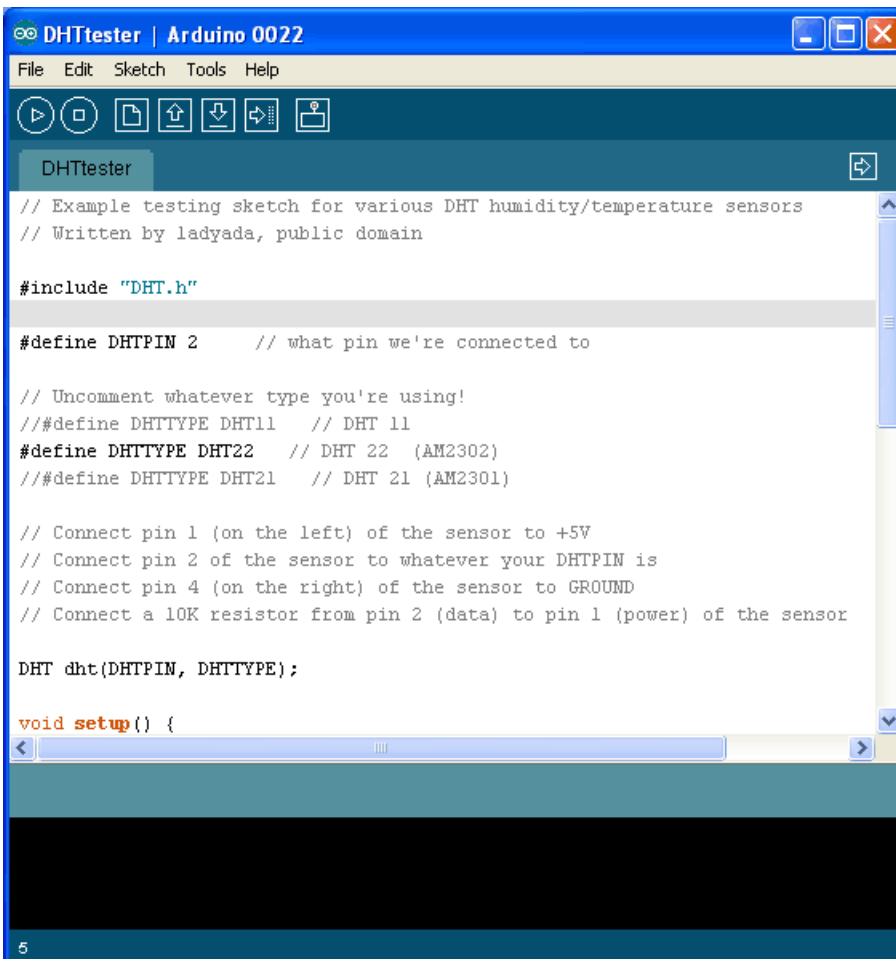 DHTtester | Arduino 0022
File Edit Sketch Tools Help
DHTtester
// Example testing sketch for various DHT humidity/temperature sensors
// Written by ladyada, public domain
#include "DHT.h"
#define DHTPIN 2     // what pin we're connected to
// Uncomment whatever type you're using!
//#define DHTTYPE DHT11   // DHT 11
#define DHTTYPE DHT22   // DHT 22  (AM2302)
//#define DHTTYPE DHT21   // DHT 21 (AM2301)
// Connect pin 1 (on the left) of the sensor to +5V
// Connect pin 2 of the sensor to whatever your DHTPIN is
// Connect pin 4 (on the right) of the sensor to GROUND
// Connect a 10K resistor from pin 2 (data) to pin 1 (power) of the sensor
DHT dht(DHTPIN, DHTTYPE);
void setup() {
5